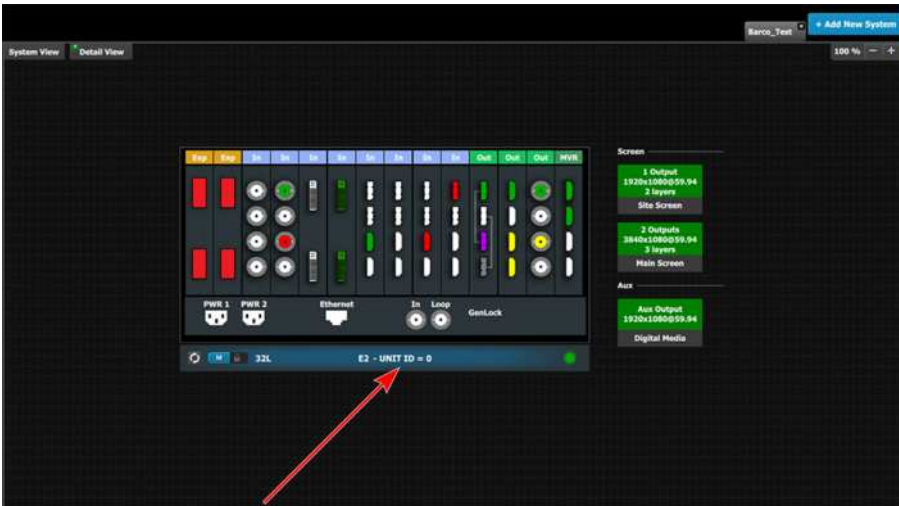 Barco_Test
+ Add New System
System View
Detail View
100 % — +
Exp Exp In In In In In In In In Out Out Out MVR
PWR 1 PWR 2
Ethernet
In Loop
GenLock
M
32L
E2 - UNIT ID = 0
Screen
1 Output
1920x1080@59.94
2 layers
Site Screen
2 Outputs
3840x1080@59.94
3 layers
Main Screen
Aux
Aux Output
1920x1080@59.94
Digital Media